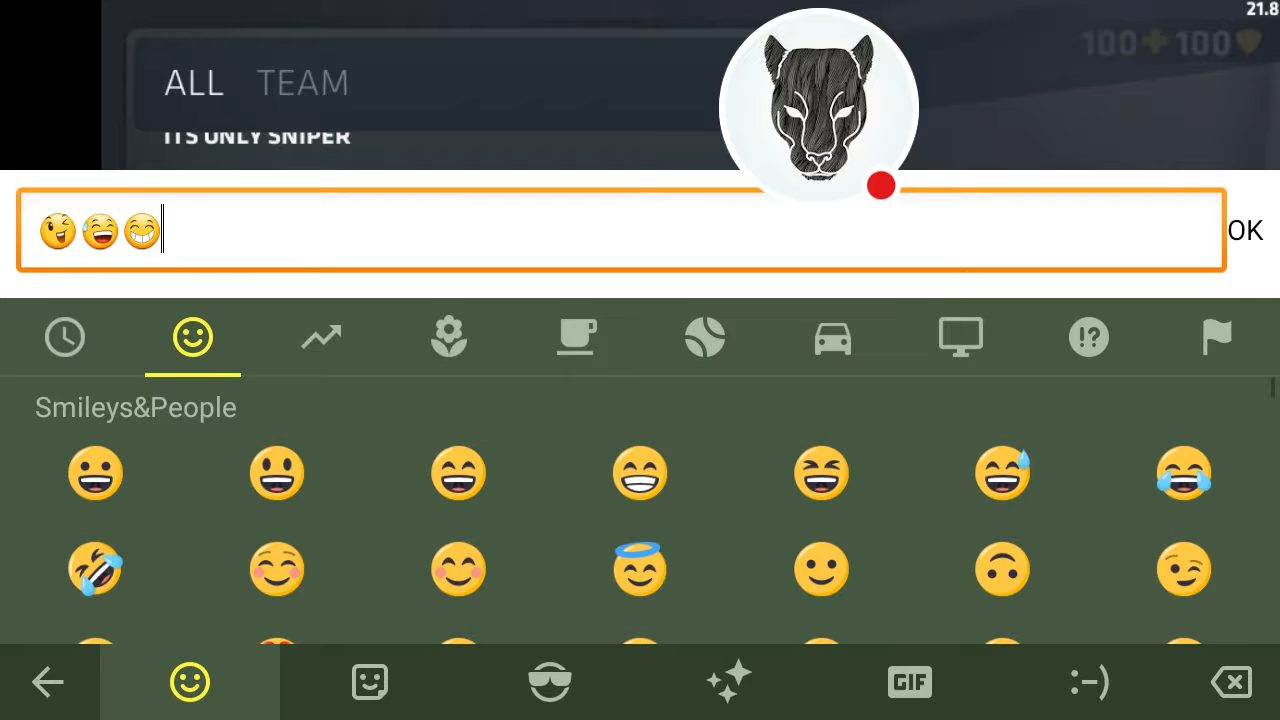 21.8
100 100
ALL TEAM
ITS ONLY SNIPER
OK
Smileys&People
GIF
:-)